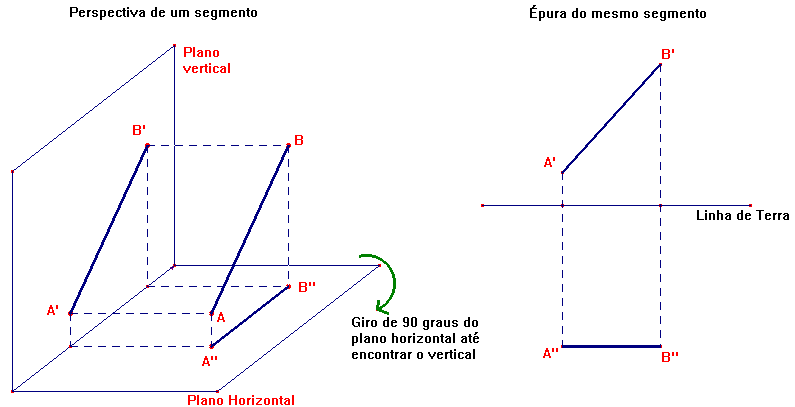 Perspectiva de um segmento
Plano
vertical
B'
B
A'
A
B"
A"
Giro de 90 graus do
plano horizontal até
encontrar o vertical
Plano Horizontal
Épura do mesmo segmento
B'
A'
Linha de Terra
A"
B"